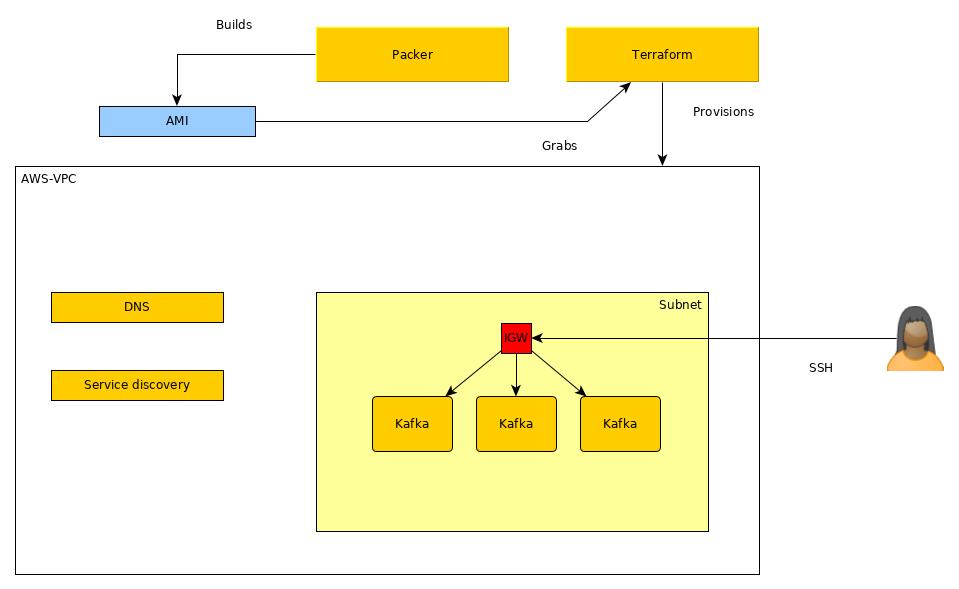 Builds
Packer
Terraform
AMI
Provisions
Grabs
AWS-VPC
DNS
Subnet
IGW
Service discovery
SSH
Kafka
Kafka
Kafka